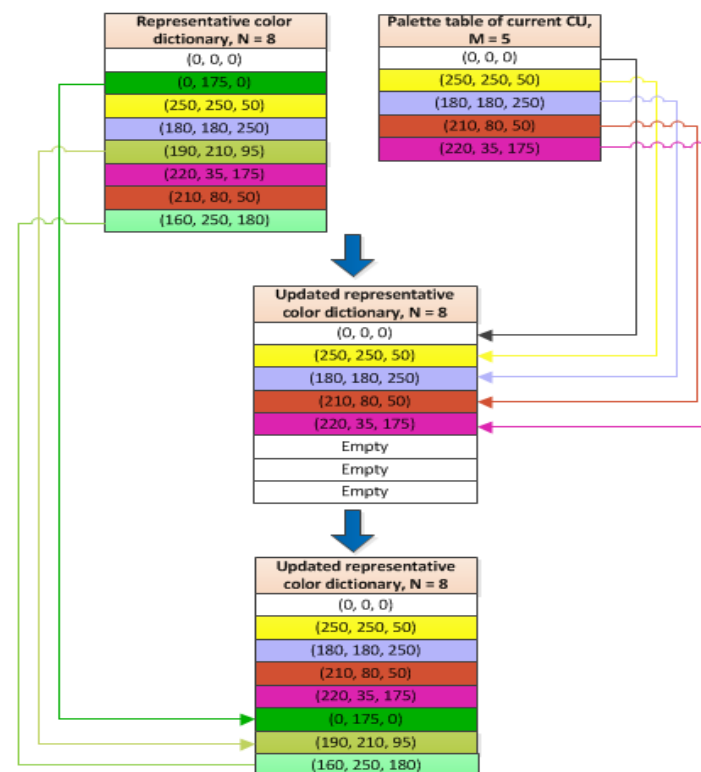 Representative color
dictionary, N = 8
(0, 0, 0)
(0, 175, 0)
(250, 250, 50)
(180, 180, 250)
(190, 210, 95)
(220, 35, 175)
(210, 80, 50)
(160, 250, 180)
Palette table of current CU,
M = 5
(0, 0, 0)
(250, 250, 50)
(180, 180, 250)
(210, 80, 50)
(220, 35, 175)
Updated representative
color dictionary, N = 8
(0, 0, 0)
(250, 250, 50)
(180, 180, 250)
(210, 80, 50)
(220, 35, 175)
Empty
Empty
Empty
Updated representative
color dictionary, N = 8
(0, 0, 0)
(250, 250, 50)
(180, 180, 250)
(210, 80, 50)
(220, 35, 175)
(0, 175, 0)
(190, 210, 95)
(160, 250, 180)